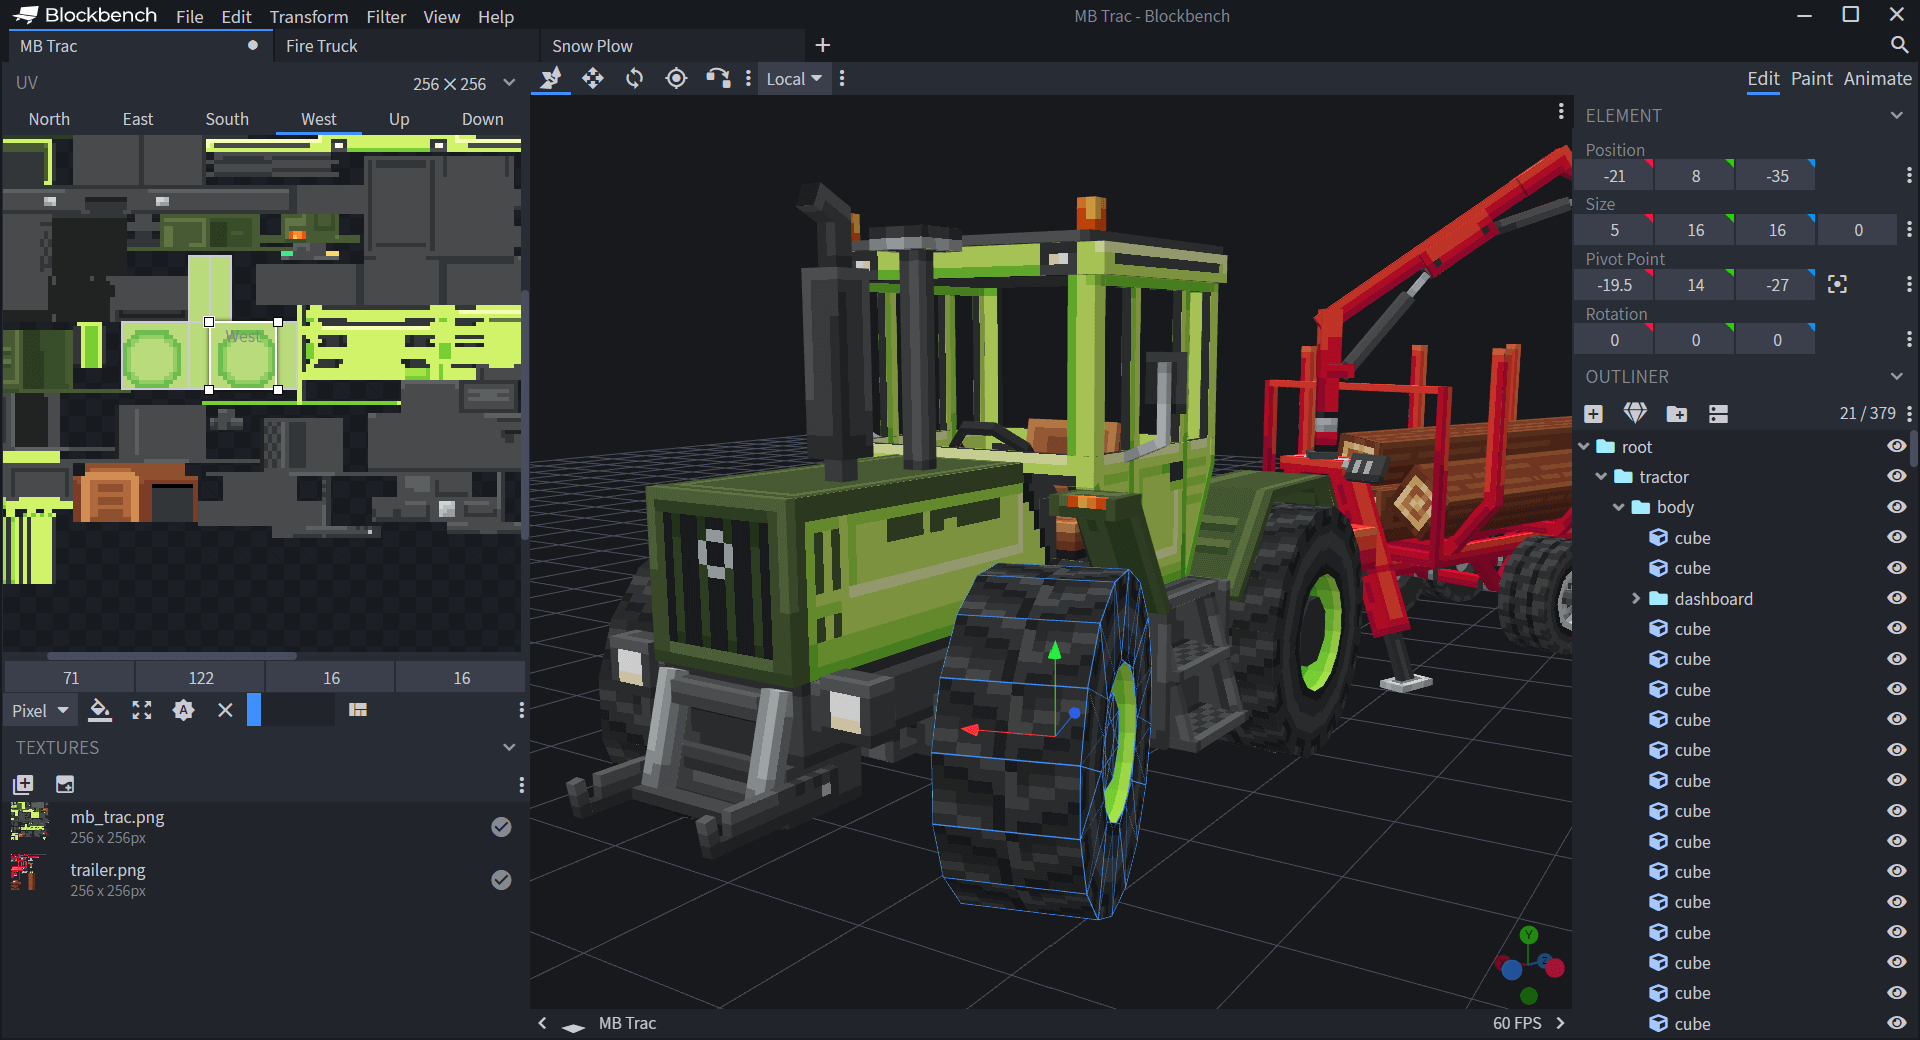 Blockbench File Edit Transform Filter View Help
MB Trac - Blockbench
MB Trac
Fire Truck
Snow Plow
UV
256 × 256
Local
Edit Paint Animate
North East South West Up Down
West
71 122 16 16
Pixel
TEXTURES
mb_trac.png
256 x 256px
trailer.png
256 x 256px
ELEMENT
Position
-21 8 -35
Size
5 16 16 0
Pivot Point
-19.5 14 -27
Rotation
0 0 0
OUTLINER
21 / 379
root
tractor
body
cube
cube
dashboard
cube
cube
cube
cube
cube
cube
cube
cube
cube
cube
cube
cube
cube
cube
Y
Z
MB Trac
60 FPS